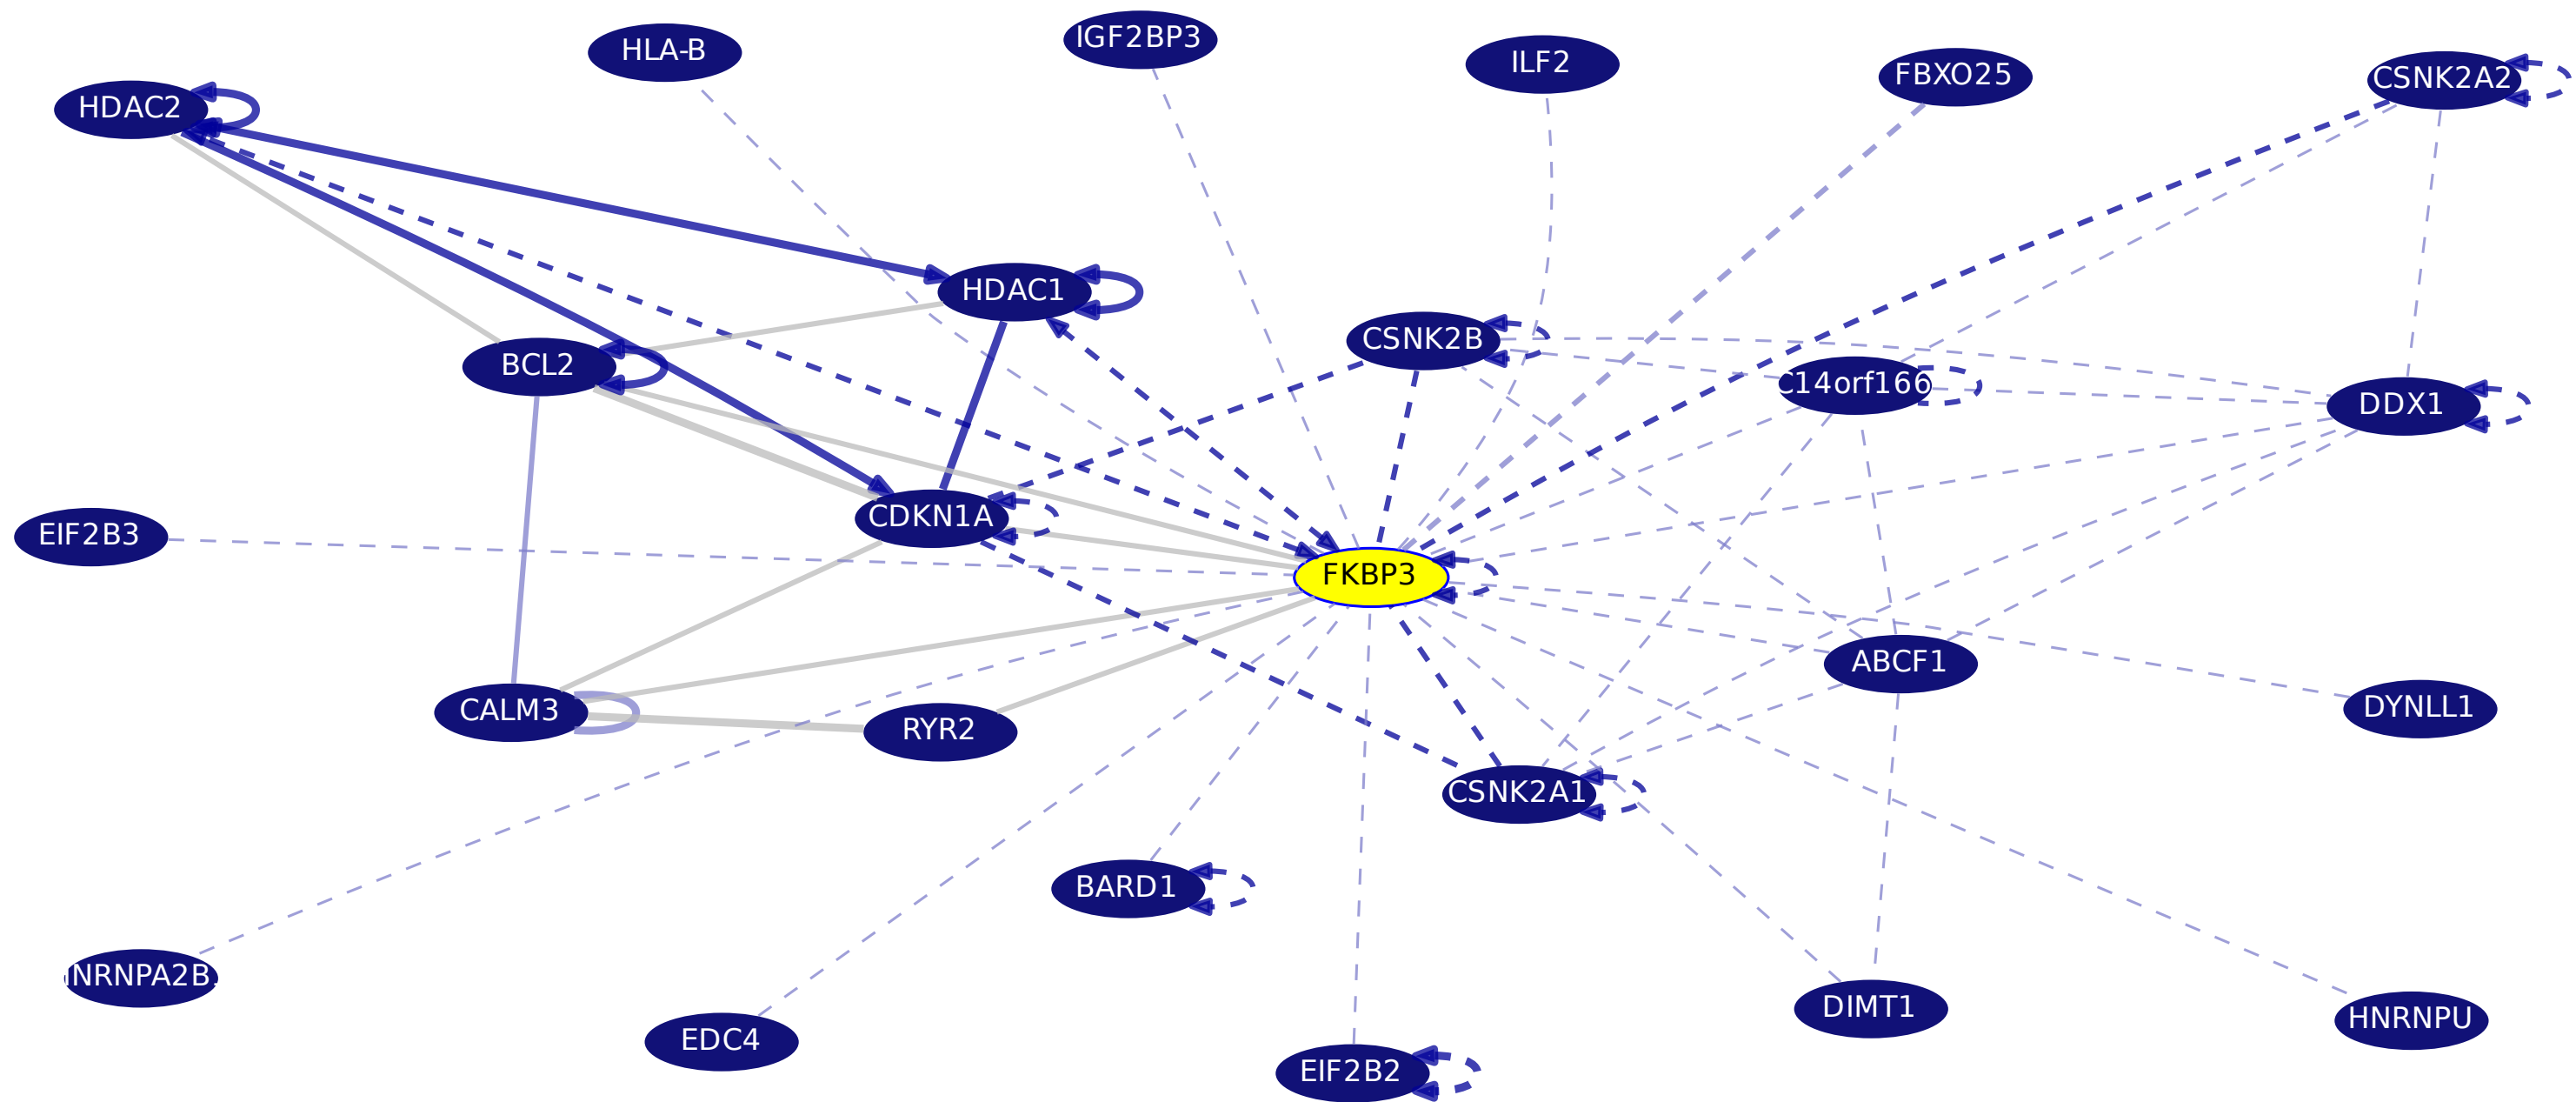 IGF2BP3
HLA-B
ILF2
FBXO25
CSNK2A2
HDAC2
HDAC1
CSNK2B
BCL2
C14orf166
DDX1
CDKN1A
EIF2B3
FKBP3
ABCF1
CALM3
DYNLL1
RYR2
CSNK2A1
BARD1
NRNPA2B
DIMT1
HNRNPU
EDC4
EIF2B2